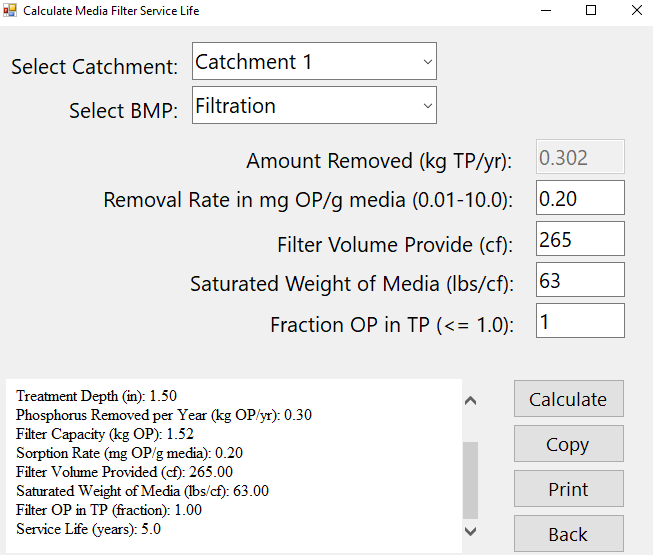 Calculate Media Filter Service Life
Select Catchment: Catchment 1
Select BMP: Filtration
Amount Removed (kg TP/yr): 0.302
Removal Rate in mg OP/g media (0.01-10.0): 0.20
Filter Volume Provide (cf): 265
Saturated Weight of Media (lbs/cf): 63
Fraction OP in TP (<= 1.0): 1
Treatment Depth (in): 1.50
Phosphorus Removed per Year (kg OP/yr): 0.30
Filter Capacity (kg OP): 1.52
Sorption Rate (mg OP/g media): 0.20
Filter Volume Provided (cf): 265.00
Saturated Weight of Media (lbs/cf): 63.00
Filter OP in TP (fraction): 1.00
Service Life (years): 5.0
Calculate
Copy
Print
Back